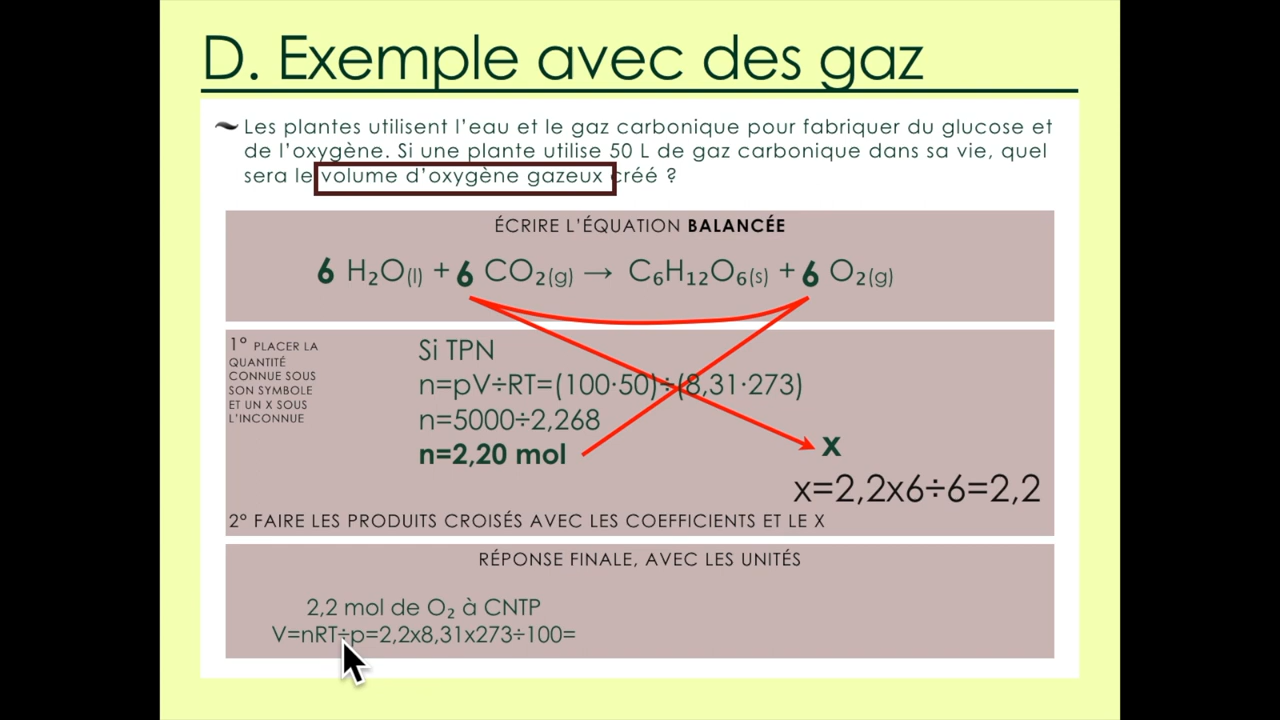 D. Exemple avec des gaz
Les plantes utilisent l’eau et le gaz carbonique pour fabriquer du glucose et
de l’oxygène. Si une plante utilise 50 L de gaz carbonique dans sa vie, quel
sera le volume d’oxygène gazeux créé ?
ÉCRIRE L’ÉQUATION BALANCÉE
6 H₂O(l) + 6 CO₂(g) → C₆H₁₂O₆(s) + 6 O₂(g)
1° PLACER LA
QUANTITÉ
CONNUE SOUS
SON SYMBOLE
ET UN X SOUS
L’INCONNUE
Si TPN
n=pV÷RT=(100·50)÷(8,31·273)
n=5000÷2,268
n=2,20 mol
x
x=2,2x6÷6=2,2
2° FAIRE LES PRODUITS CROISÉS AVEC LES COEFFICIENTS ET LE X
RÉPONSE FINALE, AVEC LES UNITÉS
2,2 mol de O₂ à CNTP
V=nRT÷p=2,2x8,31x273÷100=